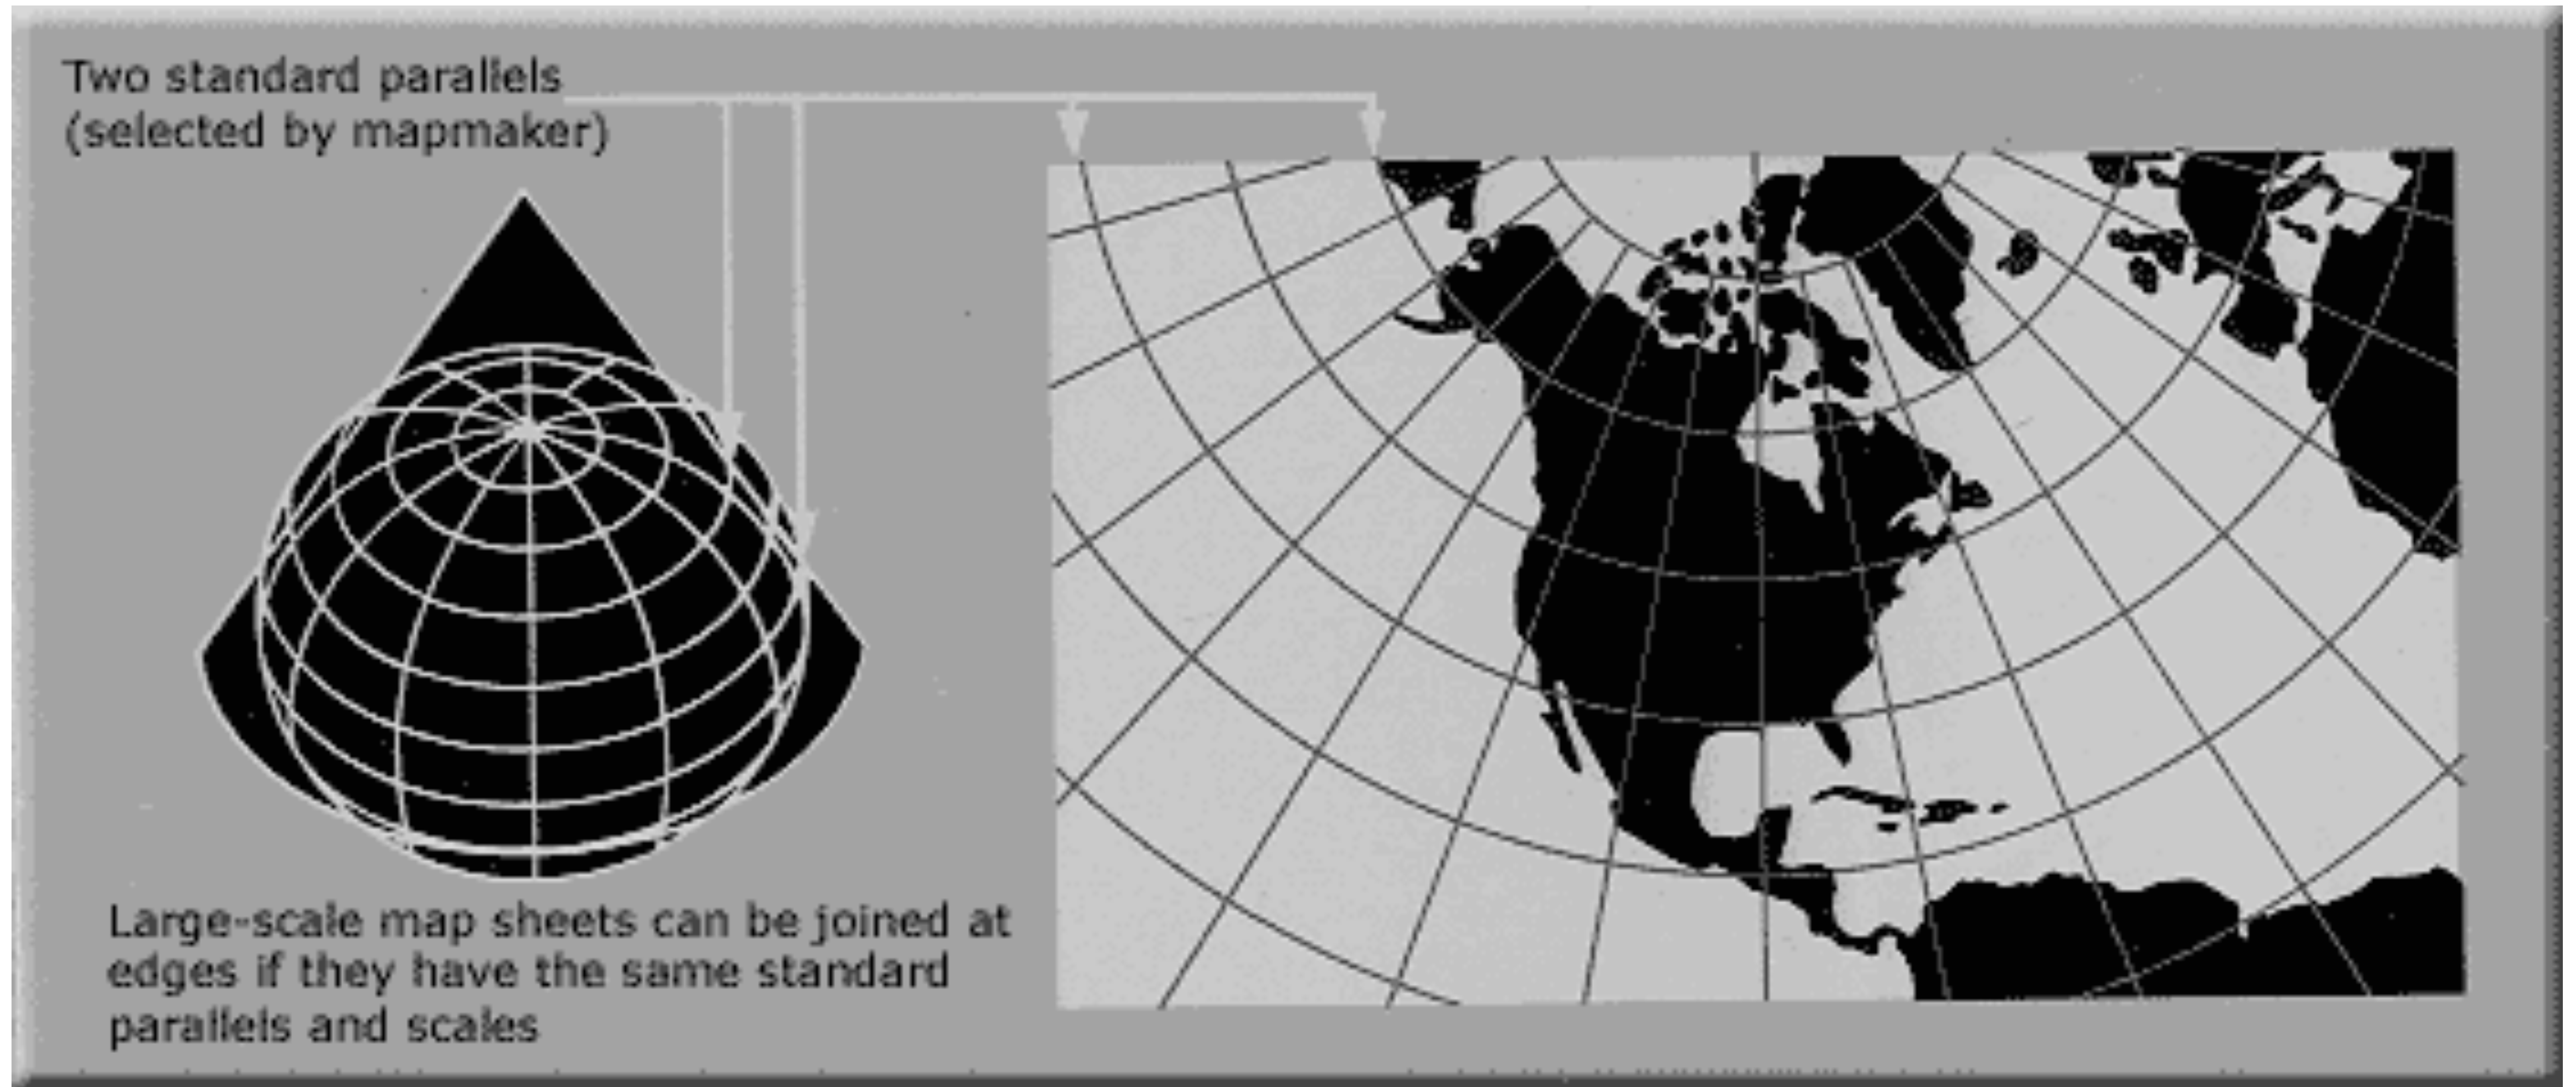 Two standard parallels
(selected by mapmaker)
Large-scale map sheets can be joined at
edges if they have the same standard
parallels and scales